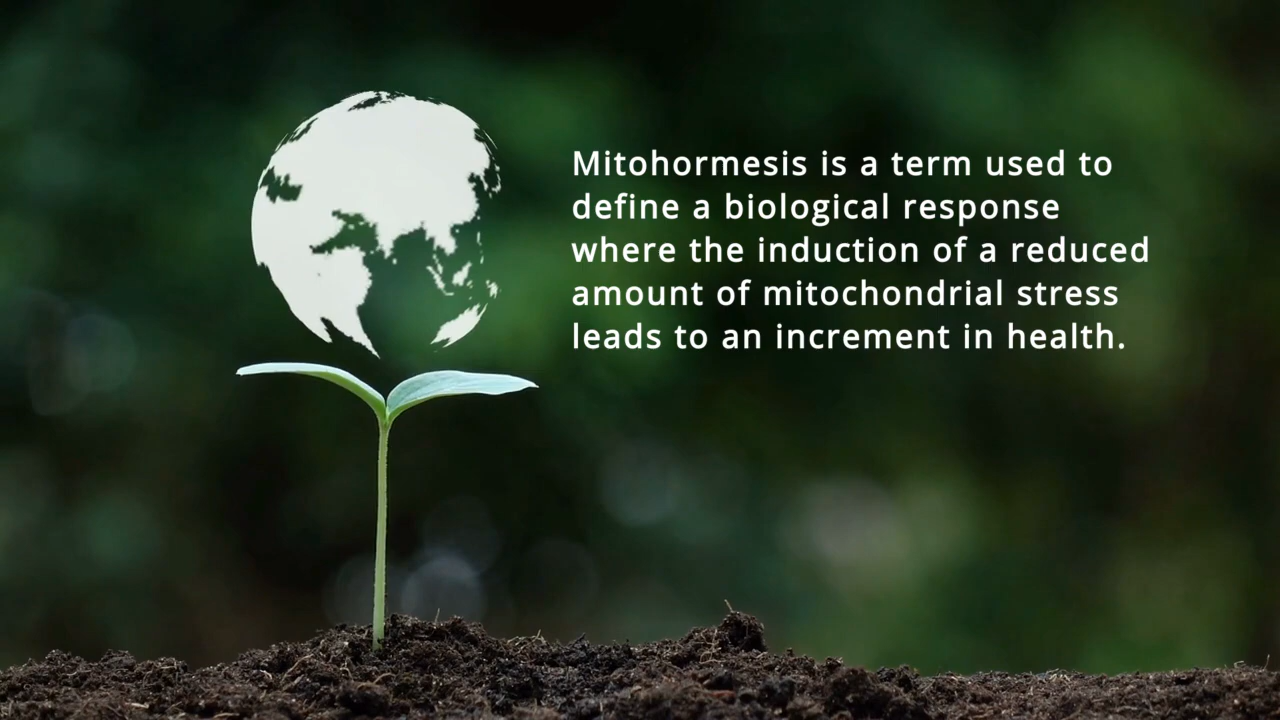 Mitohormesis is a term used to
define a biological response
where the induction of a reduced
amount of mitochondrial stress
leads to an increment in health.